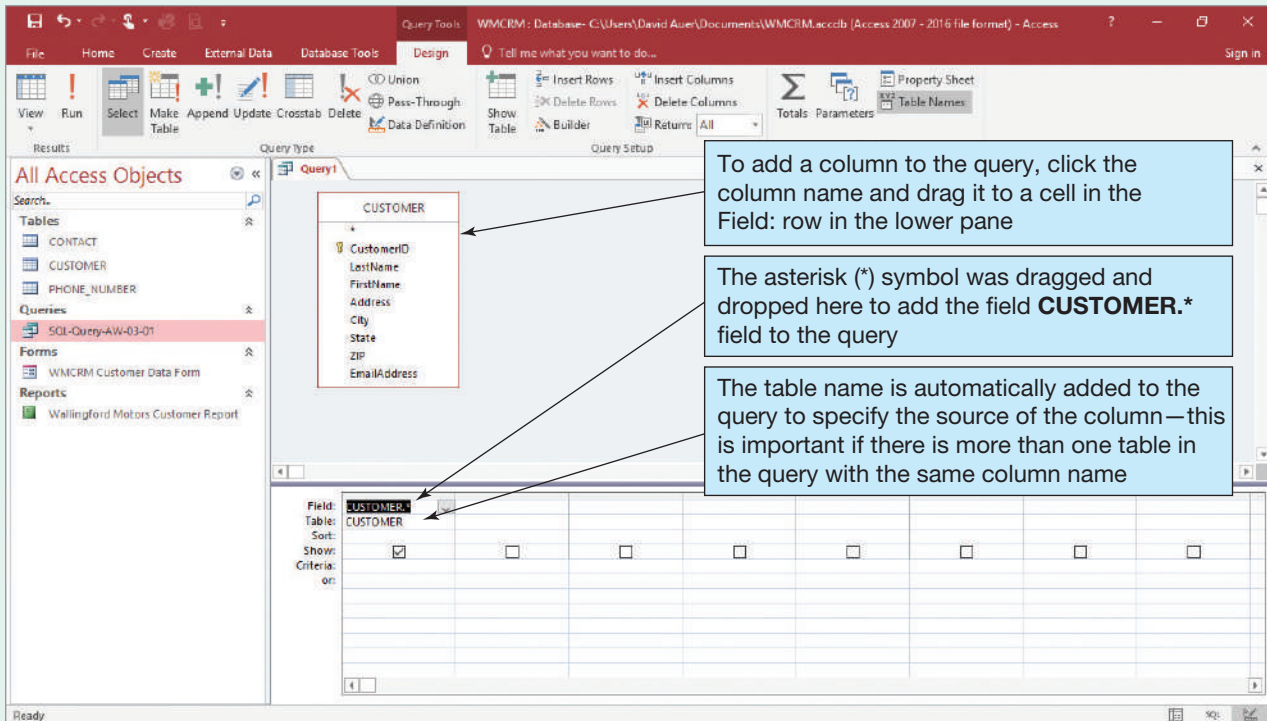 Query Tools
WMCRM : Database- C:\Users\David Auer\Documents\WMCRM.accdb (Access 2007 - 2016 file format) - Access
?
File Home Create External Data Database Tools Design Tell me what you want to do... Sign in
View
Run
Select
Make Table
Append
Update
Crosstab
Delete
Union
Pass-Through
Data Definition
Show Table
Insert Rows
Delete Rows
Builder
Insert Columns
Delete Columns
Return: All
Totals
Parameters
Property Sheet
Table Names
Results
Query Type
Query Setup
All Access Objects
Search..
Tables
CONTACT
CUSTOMER
PHONE_NUMBER
Queries
SQL-Query-AW-03-01
Forms
WMCRM Customer Data Form
Reports
Wallingford Motors Customer Report
Query1
CUSTOMER
*
CustomerID
LastName
FirstName
Address
City
State
ZIP
EmailAddress
To add a column to the query, click the
column name and drag it to a cell in the
Field: row in the lower pane
The asterisk (*) symbol was dragged and
dropped here to add the field CUSTOMER.*
field to the query
The table name is automatically added to the
query to specify the source of the column—this
is important if there is more than one table in
the query with the same column name
Field: CUSTOMER.*
Table: CUSTOMER
Sort:
Show:
Criteria:
or:
Ready
SQL